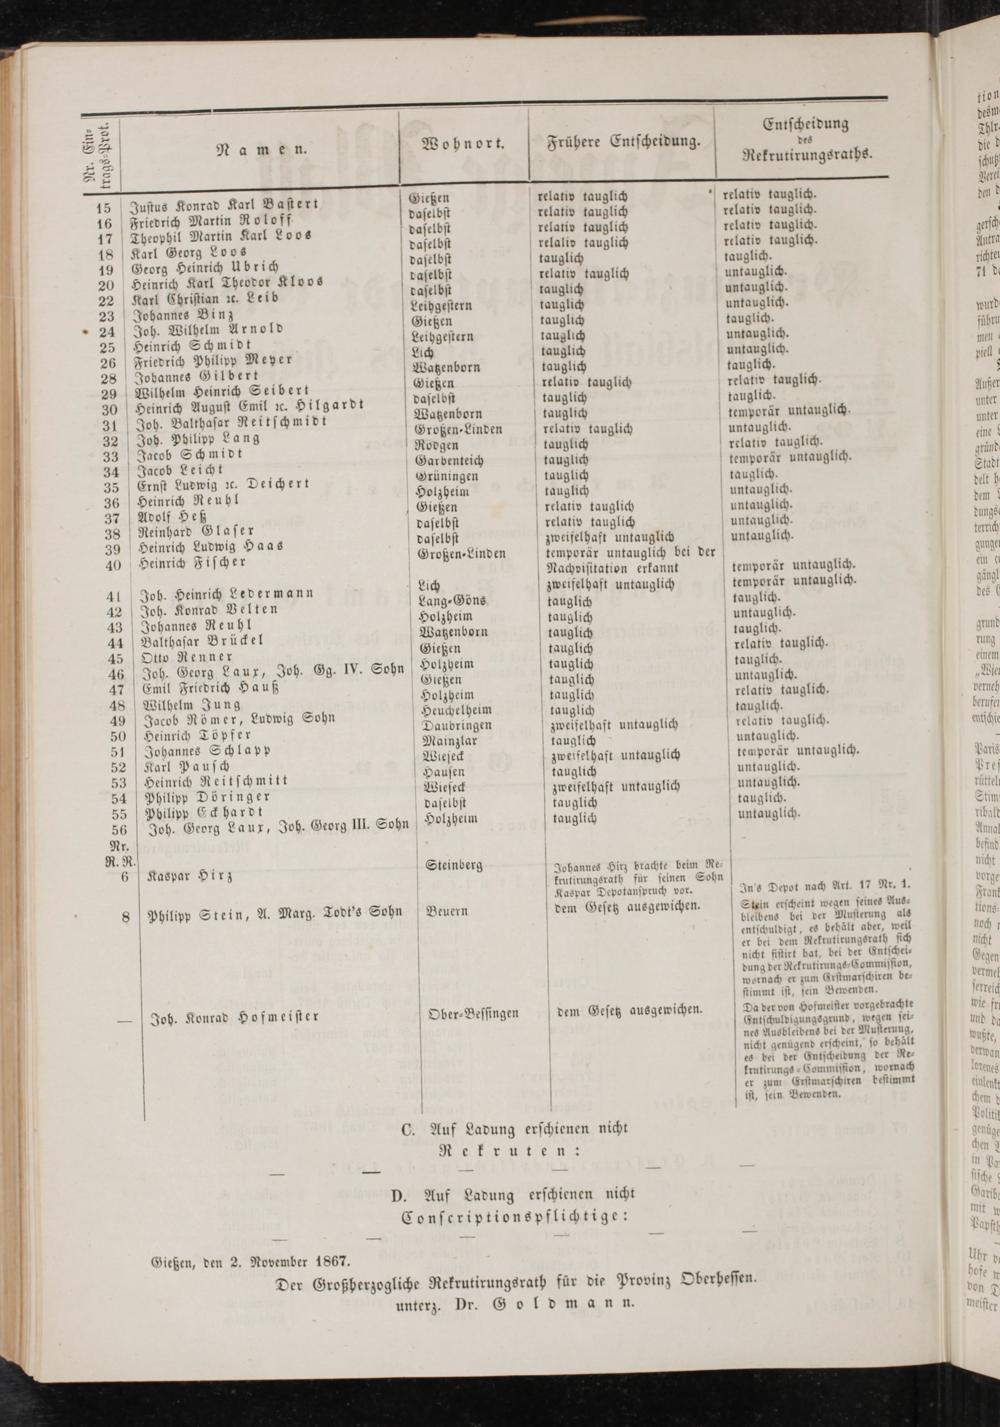 Nr. Ein-
trags-Prot.
Namen.
Wohnort.
Frühere Entscheidung.
Entscheidung
des
Rekrutirungsraths.
15 Justus Konrad Karl Bastert Gießen relativ tauglich relativ tauglich.
16 Friedrich Martin Roloff daselbst relativ tauglich relativ tauglich.
17 Theophil Martin Karl Loos daselbst relativ tauglich relativ tauglich.
18 Karl Georg Loos daselbst relaliv tauglich relativ tauglich.
19 Georg Heinrich Ubrich daselbst tauglich tauglich.
20 Heinrich Karl Theodor Kloos daselbst relativ tauglich untauglich.
22 Karl Christian ꝛc. Leib daselbst tauglich untauglich.
23 Johannes Binz Leihgestern tauglich untauglich.
24 Joh. Wilhelm Arnold Gießen tauglich tauglich.
25 Heinrich Schmidt Leihgestern tauglich untauglich.
26 Friedrich Philipp Meyer Lich tauglich untauglich.
28 Johannes Gilbert Watzenborn tauglich tauglich.
29 Wilhelm Heinrich Seibert Gießen relativ tauglich relativ tauglich.
30 Heinrich August Emil ꝛc. Hilgardt daselbst tauglich tauglich.
31 Joh. Balthasar Reitschmidt Watzenborn tauglich temporär untauglich.
32 Joh. Philipp Lang Großen-Linden relativ tauglich untauglich.
33 Jacob Schmidt Rödgen tauglich relativ tauglich.
34 Jacob Leicht Garbenteich tauglich temporär untauglich.
35 Ernst Ludwig ꝛc. Deichert Grüningen tauglich tauglich.
36 Heinrich Reuhl Holzheim tauglich untauglich.
37 Adolf Heß Gießen relativ tauglich untauglich.
38 Reinhard Glaser daselbst relativ tauglich untauglich.
39 Heinrich Ludwig Haas daselbst zweifelhaft untauglich untauglich.
40 Heinrich Fischer Großen-Linden temporär untauglich bei der
Nachvisitation erkannt temporär untauglich.
41 Joh. Heinrich Ledermann Lich zweifelhaft untauglich temporär untauglich.
42 Joh. Konrad Velten Lang-Göns tauglich tauglich.
43 Johannes Reuhl Holzheim tauglich untauglich.
44 Balthasar Brückel Watzenborn tauglich tauglich.
45 Otto Renner Gießen tauglich relativ tauglich.
46 Joh. Georg Laux, Joh. Gg. IV. Sohn Holzheim tauglich tauglich.
47 Emil Friedrich Hauß Gießen tauglich untauglich.
48 Wilhelm Jung Holzheim tauglich relativ tauglich.
49 Jacob Römer, Ludwig Sohn Heuchelheim tauglich tauglich.
50 Heinrich Töpfer Daubringen zweifelhaft untauglich relativ tauglich.
51 Johannes Schlapp Mainzlar tauglich untauglich.
52 Karl Pausch Wieseck zweifelhaft untauglich temporär untauglich.
53 Heinrich Reitschmitt Hausen tauglich untauglich.
54 Philipp Döringer Wieseck zweifelhaft untauglich untauglich.
55 Philipp Eckhardt daselbst tauglich tauglich.
56 Joh. Georg Laux, Joh. Georg III. Sohn Holzheim tauglich untauglich.
Nr.
R. R.
6 Kaspar Hirz Steinberg Johannes Hirz brachte beim Re-
krutirungsrath für seinen Sohn
Kaspar Depotanspruch vor.
In's Depot nach Art. 17 Nr. 1.
8 Philipp Stein, A. Marg. Todt's Sohn Beuern dem Gesetz ausgewichen.
Stein erscheint wegen seines Aus-
bleibens bei der Musterung als
entschuldigt, es behält aber, weil
er bei dem Rekrutirungsrath sich
nicht sistirt hat, bei der Entschei-
dung der Rekrutirungs-Commission,
wornach er zum Erstmarschiren be-
stimmt ist, sein Bewenden.
— Joh. Konrad Hofmeister Ober-Bessingen dem Gesetz ausgewichen.
Da der von Hofmeister vorgebrachte
Entschuldigungsgrund, wegen sei-
nes Ausbleibens bei der Musterung,
nicht genügend erscheint, so behält
es bei der Entscheidung der Re-
krutirungs-Commission, wornach
er zum Erstmarschiren bestimmt
ist, sein Bewenden.
C. Auf Ladung erschienen nicht
Rekruten:
— — — — — —
D. Auf Ladung erschienen nicht
Conscriptionspflichtige:
— — — — — —
Gießen, den 2. November 1867.
Der Großherzogliche Rekrutirungsrath für die Provinz Oberhessen.
unterz. Dr. Goldmann.